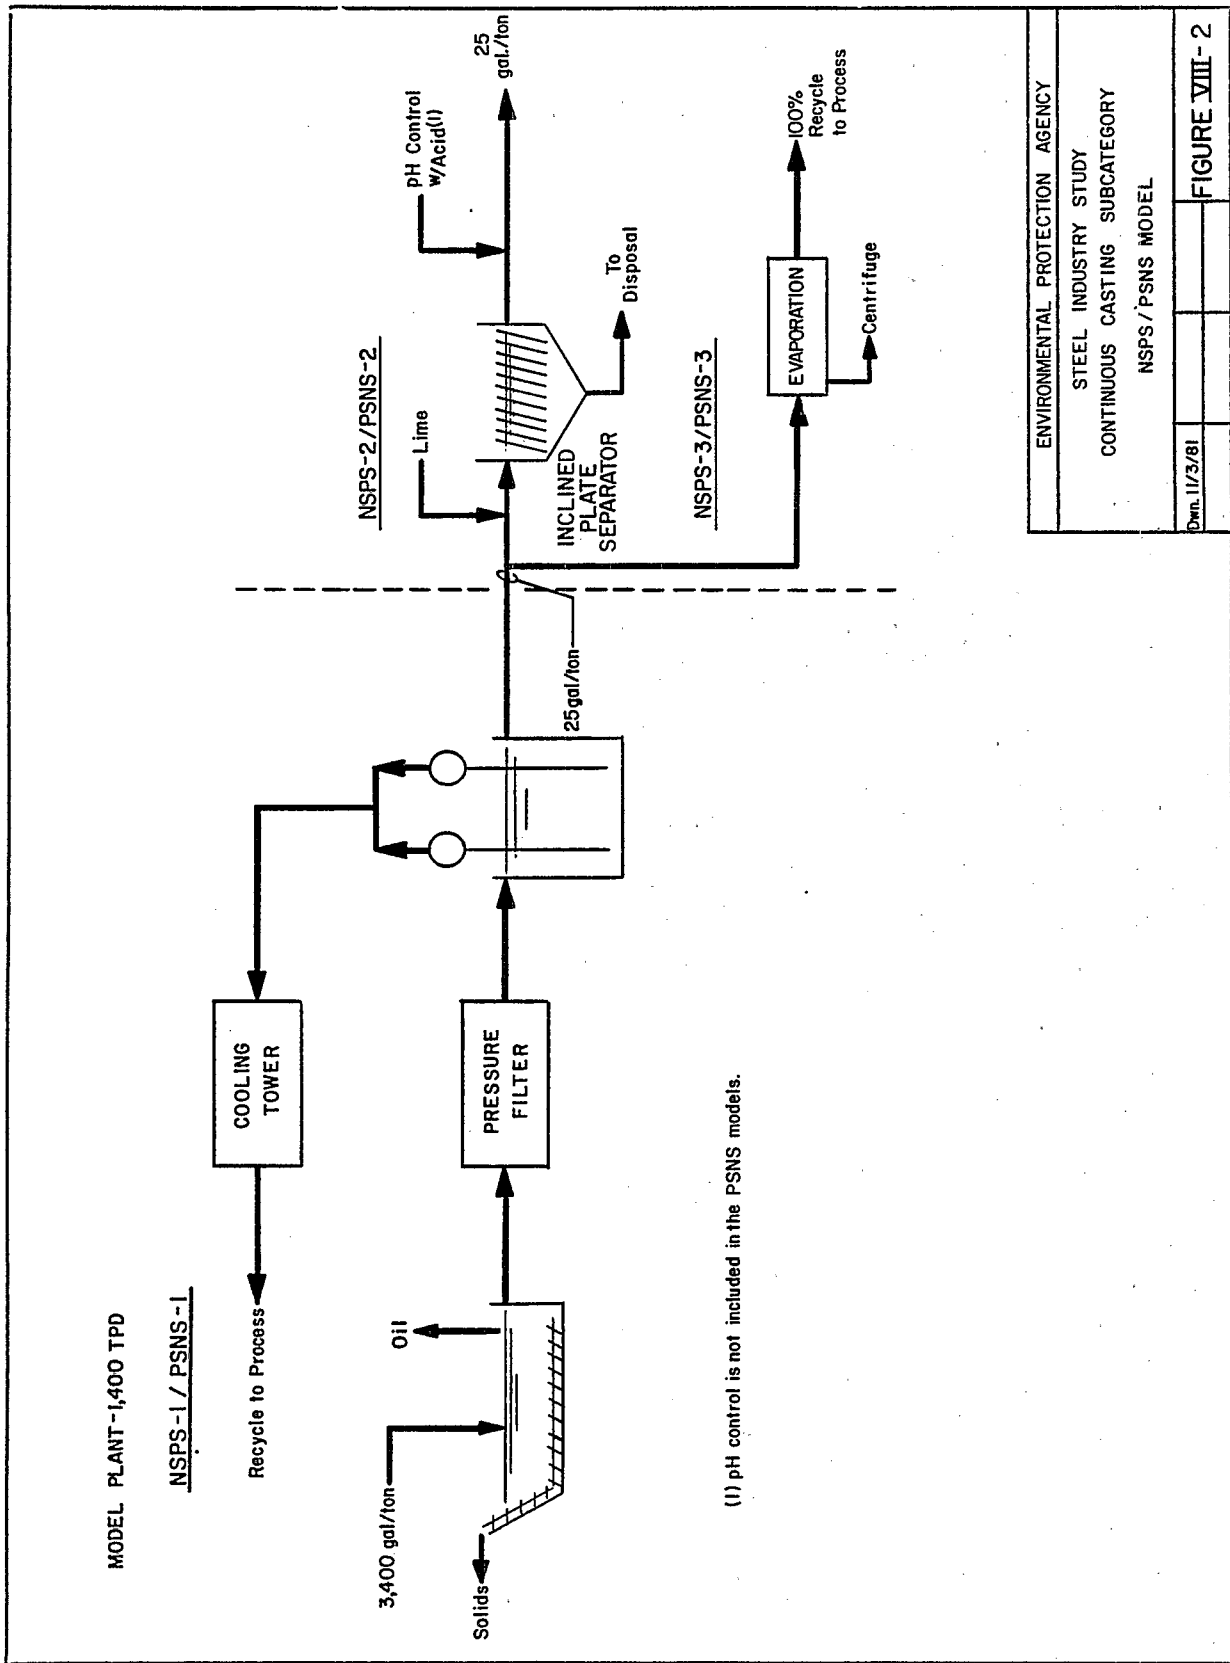 MODEL PLANT-1,400 TPD
NSPS-1 / PSNS-1
Recycle to Process
COOLING
TOWER
3,400 gal/ton
Oil
Solids
PRESSURE
FILTER
25gal/ton
NSPS-2/PSNS-2
Lime
pH Control
W/Acid(1)
25
gal./ton
INCLINED
PLATE
SEPARATOR
To
Disposal
NSPS-3/PSNS-3
EVAPORATION
100%
Recycle
to Process
Centrifuge
(1) pH control is not included in the PSNS models.
ENVIRONMENTAL PROTECTION AGENCY
STEEL INDUSTRY STUDY
CONTINUOUS CASTING SUBCATEGORY
NSPS/PSNS MODEL
Dwn. 11/3/81
FIGURE VIII-2